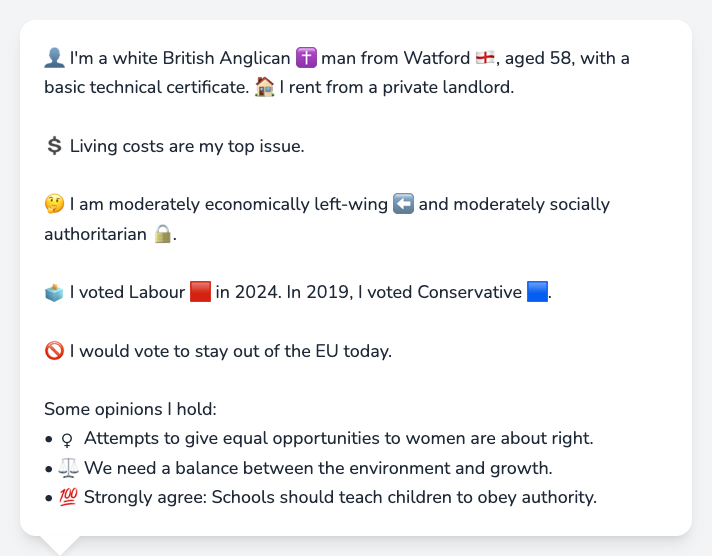 👤 I'm a white British Anglican ✝️ man from Watford 🏴󠁧󠁢󠁥󠁮󠁧󠁿, aged 58, with a
basic technical certificate. 🏠 I rent from a private landlord.
💲 Living costs are my top issue.
🤔 I am moderately economically left-wing ⬅️ and moderately socially
authoritarian 🔒.
🗳️ I voted Labour 🟥 in 2024. In 2019, I voted Conservative 🟦.
🚫 I would vote to stay out of the EU today.
Some opinions I hold:
• ♀️ Attempts to give equal opportunities to women are about right.
• ⚖️ We need a balance between the environment and growth.
• 💯 Strongly agree: Schools should teach children to obey authority.